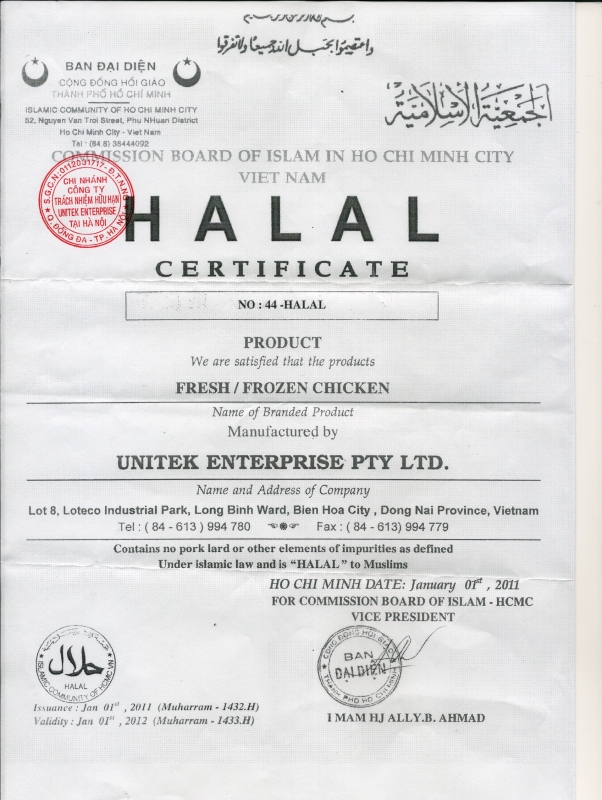 واعتصموا بحبل الله جميعا ولا تفرقوا
BAN ĐẠI DIỆN
CỘNG ĐỒNG HỒI GIÁO
THÀNH PHỐ HỒ CHÍ MINH
ISLAMIC COMMUNITY OF HO CHI MINH CITY
52, Nguyen Van Troi Street, Phu NHuan District
Ho Chi Minh City - Viet Nam
Tel : (84.8) 38444092
الجمعية الإسلامية
COMMISSION BOARD OF ISLAM IN HO CHI MINH CITY
VIET NAM
S.G.C.N:0112031717- Đ.T.N.N
CHI NHÁNH
CÔNG TY
TRÁCH NHIỆM HỮU HẠN
UNITEK ENTERPRISE
TẠI HÀ NỘI
Q. ĐỐNG ĐA - TP. HÀ NỘI
HALAL
CERTIFICATE
NO : 44 -HALAL
PRODUCT
We are satisfied that the products
FRESH / FROZEN CHICKEN
Name of Branded Product
Manufactured by
UNITEK ENTERPRISE PTY LTD.
Name and Address of Company
Lot 8, Loteco Industrial Park, Long Binh Ward, Bien Hoa City , Dong Nai Province, Vietnam
Tel : ( 84 - 613 ) 994 780 Fax : ( 84 - 613) 994 779
Contains no pork lard or other elements of impurities as defined
Under islamic law and is “HALAL” to Muslims
HO CHI MINH DATE: January 01st , 2011
FOR COMMISSION BOARD OF ISLAM - HCMC
VICE PRESIDENT
حلال
HALAL
ISLAMIC COMMUNITY OF HCMC VN
CỘNG ĐỒNG HỒI GIÁO
BAN
ĐẠI DIỆN
THÀNH PHỐ HỒ CHÍ MINH
Issuance : Jan 01st , 2011 (Muharram - 1432.H)
Validity : Jan 01st , 2012 (Muharram - 1433.H)
I MAM HJ ALLY.B. AHMAD